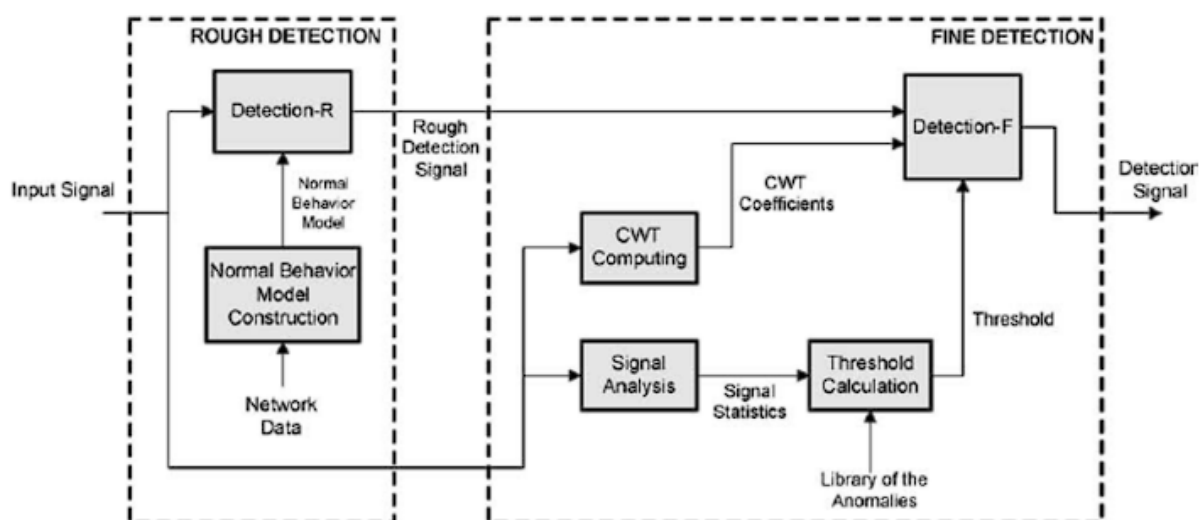 ROUGH DETECTION
FINE DETECTION
Detection-R
Rough
Detection
Signal
Detection-F
Input Signal
Normal
Behavior
Model
CWT
Coefficients
Detection
Signal
Normal Behavior
Model
Construction
CWT
Computing
Threshold
Network
Data
Signal
Analysis
Signal
Statistics
Threshold
Calculation
Library of the
Anomalies